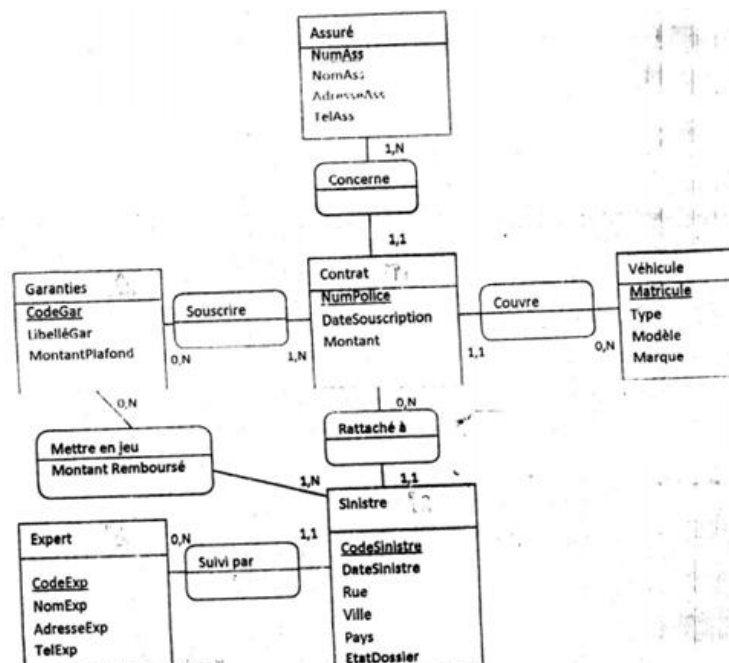 Assuré
NumAss
NomAss
AdresseAss
TelAss
1,N
Concerne
1,1
Garanties
CodeGar
LibelléGar
MontantPlafond
Souscrire
0,N
1,N
Contrat
NumPolice
DateSouscription
Montant
Couvre
1,1
0,N
Véhicule
Matricule
Type
Modèle
Marque
0,N
Mettre en jeu
Montant Remboursé
1,N
0,N
Rattaché à
1,1
Sinistre
CodeSinistre
DateSinistre
Rue
Ville
Pays
EtatDossier
Expert
CodeExp
NomExp
AdresseExp
TelExp
0,N
Suivi par
1,1